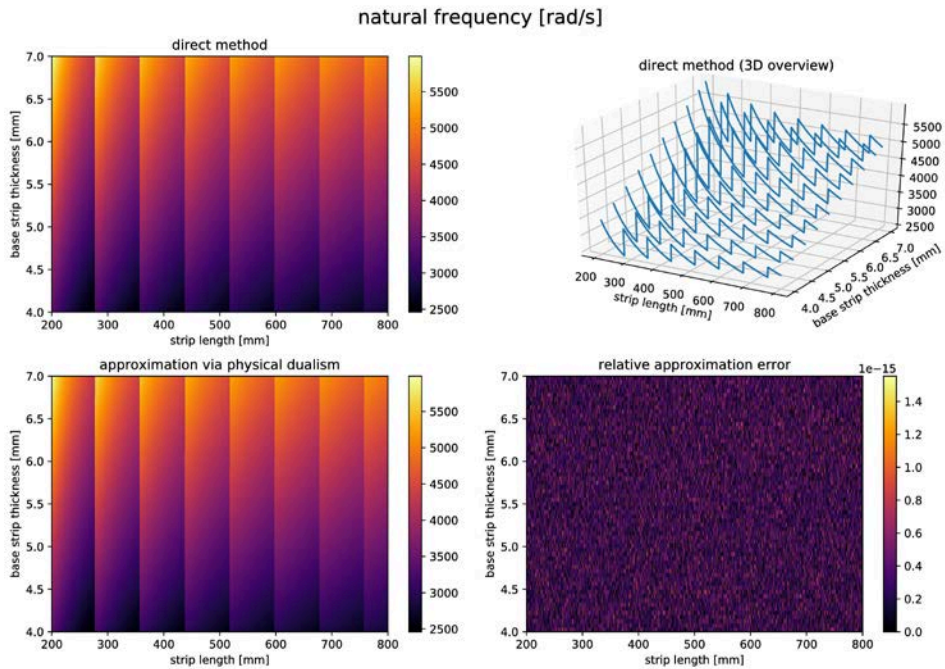 natural frequency [rad/s]
direct method
7.0
6.5
6.0
5.5
5.0
4.5
4.0
base strip thickness [mm]
200 300 400 500 600 700 800
strip length [mm]
5500
5000
4500
4000
3500
3000
2500
direct method (3D overview)
5500
5000
4500
4000
3500
3000
2500
200 300 400 500 600 700 800
strip length [mm]
4.0 4.5 5.0 5.5 6.0 6.5 7.0
base strip thickness [mm]
approximation via physical dualism
7.0
6.5
6.0
5.5
5.0
4.5
4.0
base strip thickness [mm]
200 300 400 500 600 700 800
strip length [mm]
5500
5000
4500
4000
3500
3000
2500
relative approximation error
1e−15
7.0
6.5
6.0
5.5
5.0
4.5
4.0
base strip thickness [mm]
200 300 400 500 600 700 800
strip length [mm]
1.4
1.2
1.0
0.8
0.6
0.4
0.2
0.0